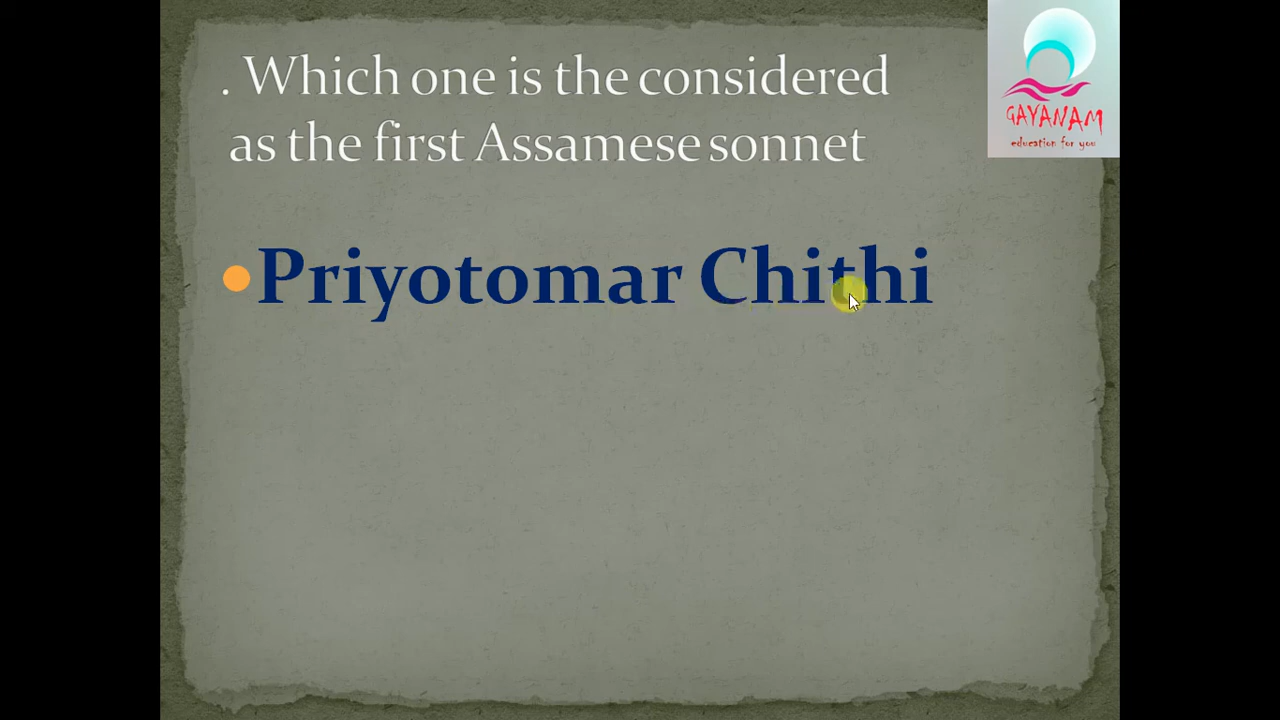 . Which one is the considered
as the first Assamese sonnet
GAYANAM
education for you
•Priyotomar Chithi